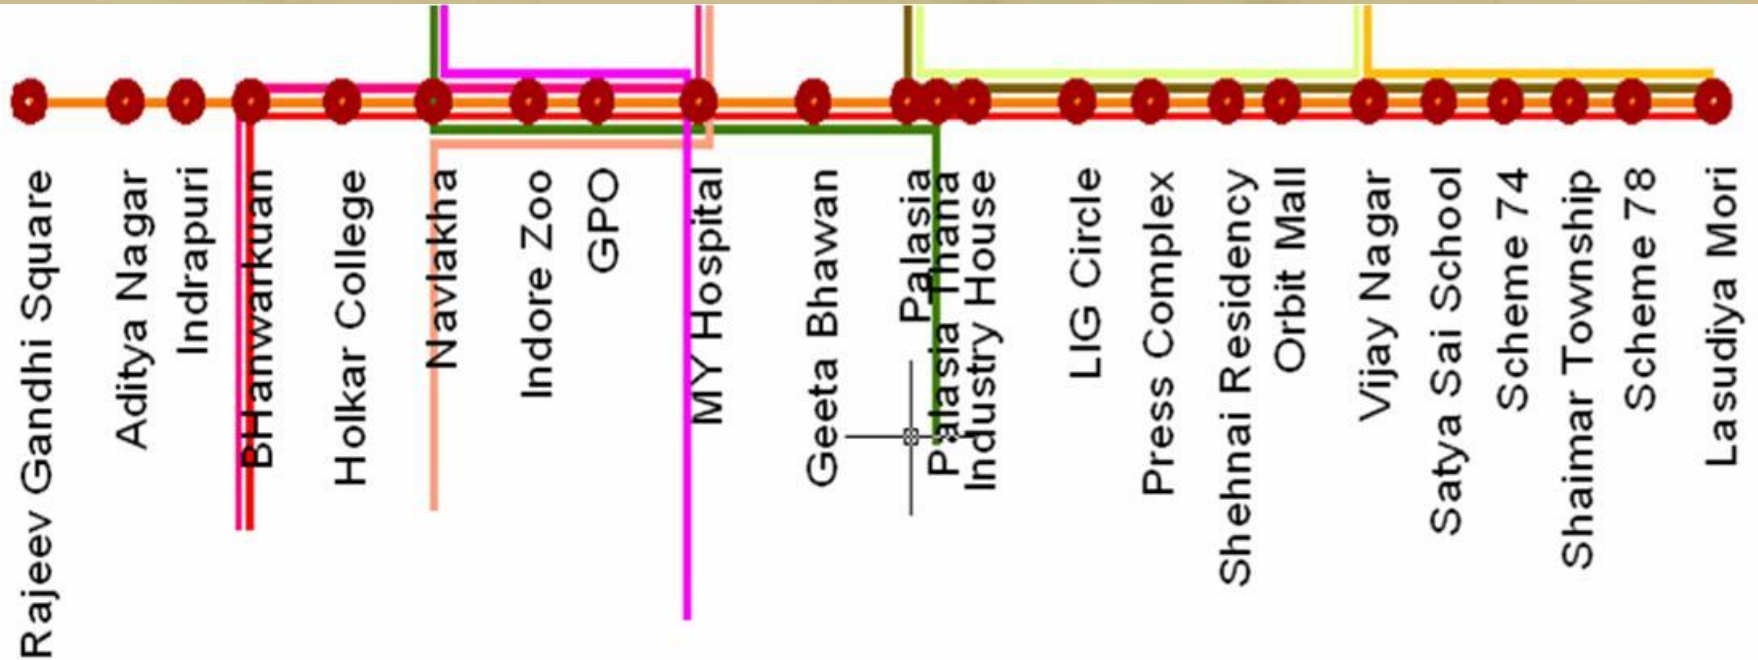 Rajeev Gandhi Square
Aditya Nagar
Indrapuri
BHanwarkuan
Holkar College
Navlakha
Indore Zoo
GPO
MY Hospital
Geeta Bhawan
Palasia
Palasia Thana
Industry House
LIG Circle
Press Complex
Shehnai Residency
Orbit Mall
Vijay Nagar
Satya Sai School
Scheme 74
Shaimar Township
Scheme 78
Lasudiya Mori